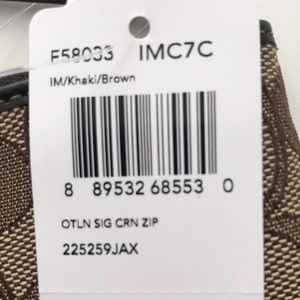 F58033 IMC7C
IM/Khaki/Brown
8 89532 68553 0
OTLN SIG CRN ZIP
225259JAX